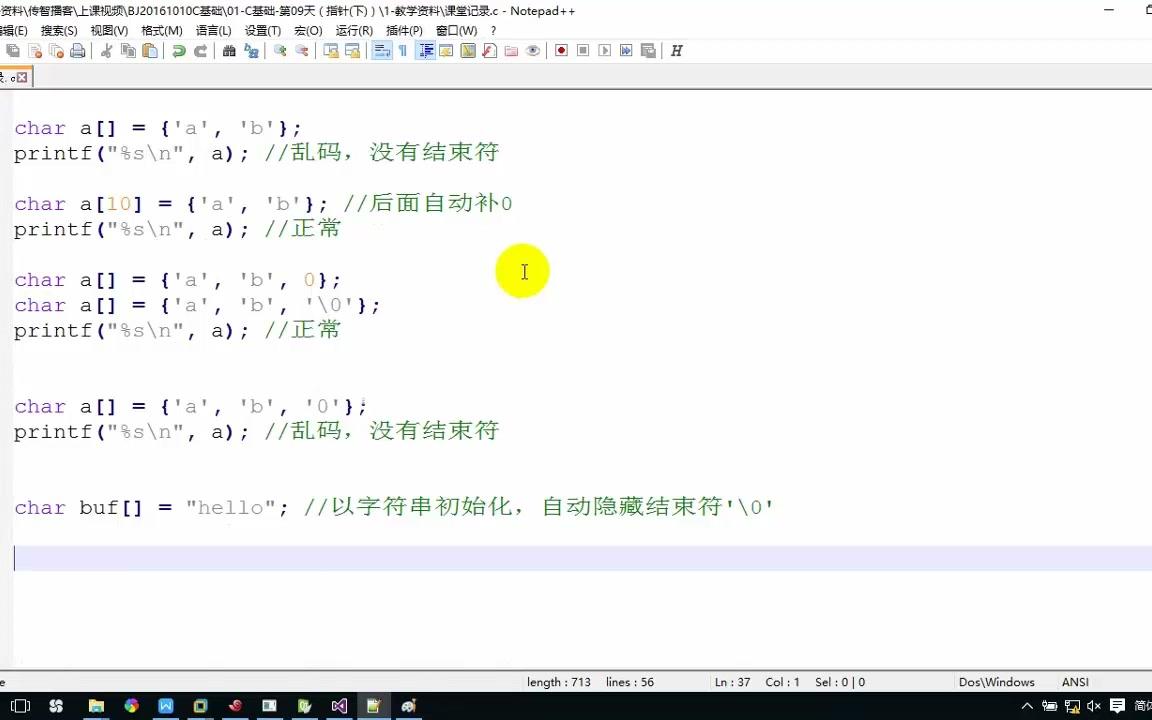 资料\传智播客\上课视频\BJ20161010C基础\01-C基础-第09天（指针(下)）\1-教学资料\课堂记录.c - Notepad++
编辑(E) 搜索(S) 视图(V) 格式(M) 语言(L) 设置(T) 宏(O) 运行(R) 插件(P) 窗口(W) ?
录.c
char a[] = {'a', 'b'};
printf("%s\n", a); //乱码，没有结束符
char a[10] = {'a', 'b'}; //后面自动补0
printf("%s\n", a); //正常
char a[] = {'a', 'b', 0};
char a[] = {'a', 'b', '\0'};
printf("%s\n", a); //正常
char a[] = {'a', 'b', '0'};
printf("%s\n", a); //乱码，没有结束符
char buf[] = "hello"; //以字符串初始化，自动隐藏结束符'\0'
e length : 713 lines : 56 Ln : 37 Col : 1 Sel : 0 | 0 Dos\Windows ANSI
简体